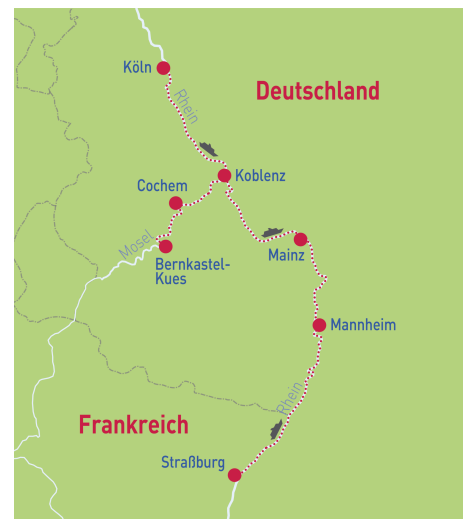 Köln
Rhein
Deutschland
Cochem
Koblenz
Mosel
Bernkastel-
Kues
Mainz
Mannheim
Rhein
Frankreich
Straßburg